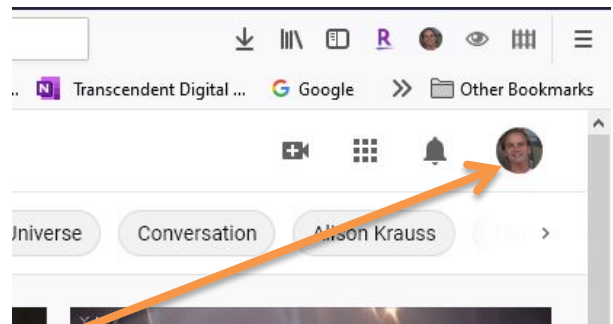 R
... N Transcendent Digital ... G Google >> Other Bookmarks
Universe Conversation Alison Krauss >